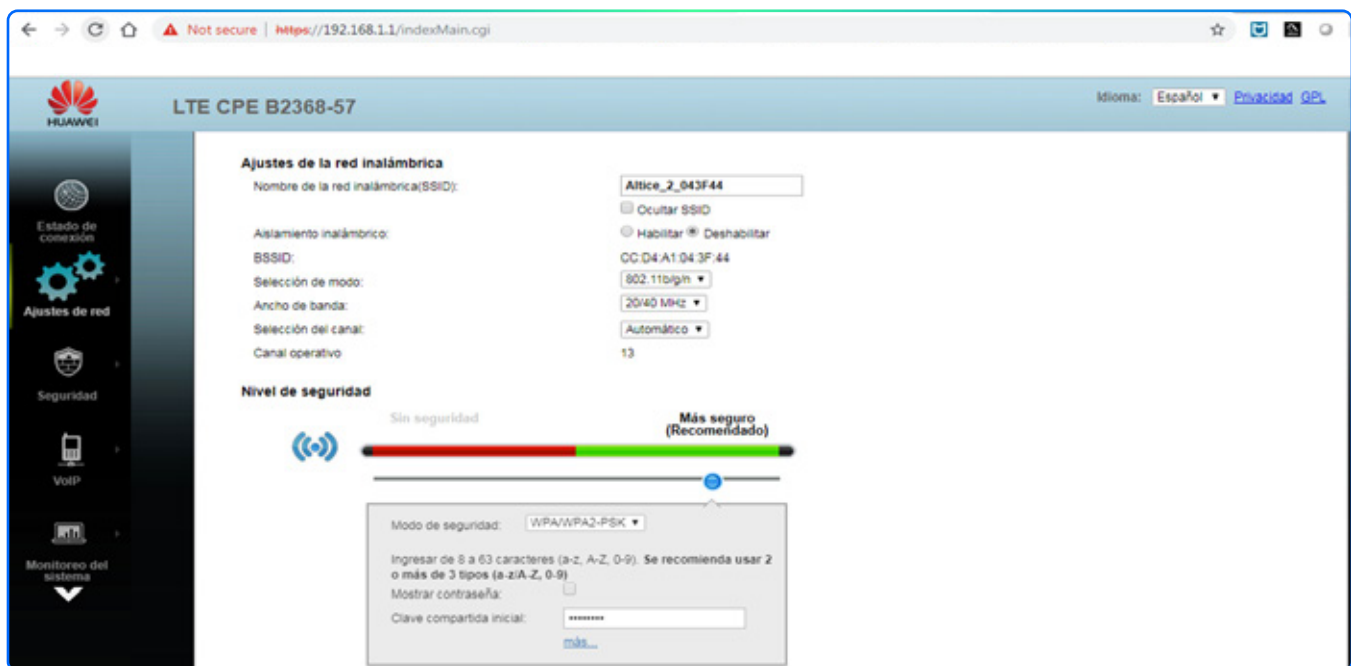 Not secure | https://192.168.1.1/indexMain.cgi
HUAWEI
LTE CPE B2368-57
Idioma: Español Privacidad GPL
Estado de
conexión
Ajustes de red
Seguridad
VoIP
Monitoreo del
sistema
Ajustes de la red inalámbrica
Nombre de la red inalámbrica(SSID): Altice_2_043F44
Ocultar SSID
Aislamiento inalámbrico: Habilitar Deshabilitar
BSSID: CC:D4:A1:04:3F:44
Selección de modo: 802.11b/g/n
Ancho de banda: 20/40 MHz
Selección del canal: Automático
Canal operativo 13
Nivel de seguridad
Sin seguridad
Más seguro
(Recomendado)
Modo de seguridad: WPA/WPA2-PSK
Ingresar de 8 a 63 caracteres (a-z, A-Z, 0-9). Se recomienda usar 2
o más de 3 tipos (a-z/A-Z, 0-9)
Mostrar contraseña:
Clave compartida inicial: ••••••••
más...